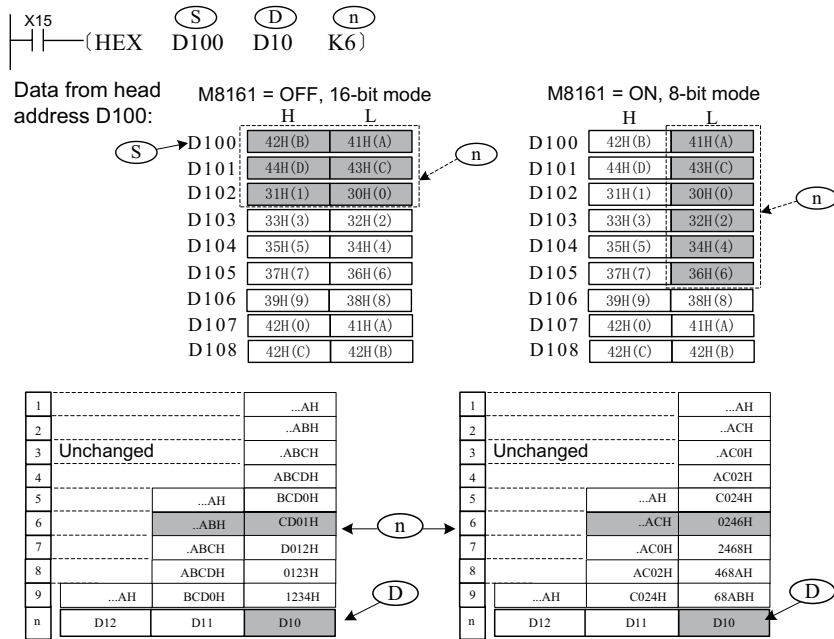 X15
S D n
HEX D100 D10 K6
Data from head
address D100:
M8161 = OFF, 16-bit mode
H L
S
D100 42H(B) 41H(A)
D101 44H(D) 43H(C)
D102 31H(1) 30H(0)
D103 33H(3) 32H(2)
D104 35H(5) 34H(4)
D105 37H(7) 36H(6)
D106 39H(9) 38H(8)
D107 42H(0) 41H(A)
D108 42H(C) 42H(B)
n
M8161 = ON, 8-bit mode
H L
D100 42H(B) 41H(A)
D101 44H(D) 43H(C)
D102 31H(1) 30H(0)
D103 33H(3) 32H(2)
D104 35H(5) 34H(4)
D105 37H(7) 36H(6)
D106 39H(9) 38H(8)
D107 42H(0) 41H(A)
D108 42H(C) 42H(B)
n
1 ...AH
2 ..ABH
3 Unchanged .ABCH
4 ABCDH
5 ...AH BCD0H
6 ..ABH CD01H
7 .ABCH D012H
8 ABCDH 0123H
9 ...AH BCD0H 1234H
n D12 D11 D10
n
D
1 ...AH
2 ..ACH
3 Unchanged .AC0H
4 AC02H
5 ...AH C024H
6 ..ACH 0246H
7 .AC0H 2468H
8 AC02H 468AH
9 ...AH C024H 68ABH
n D12 D11 D10
D